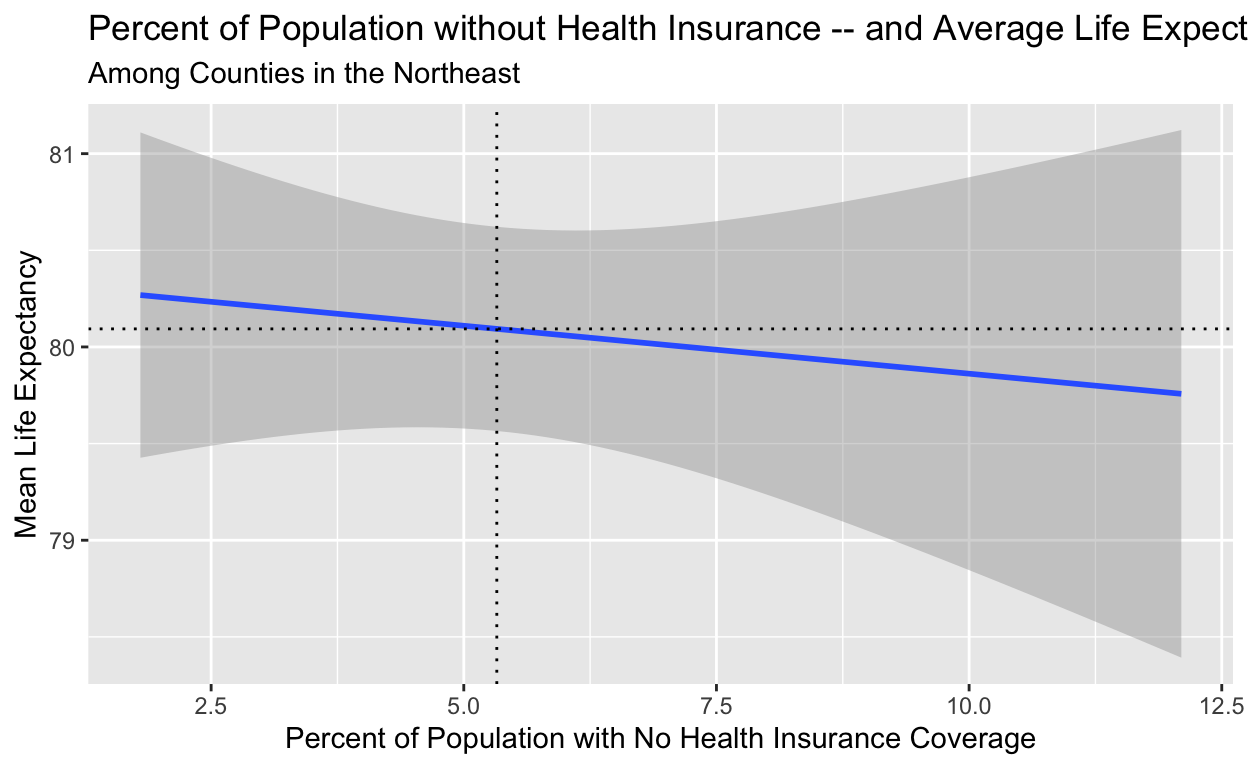 Percent of Population without Health Insurance -- and Average Life Expect
Among Counties in the Northeast
Mean Life Expectancy
81
80
79
2.5 5.0 7.5 10.0 12.5
Percent of Population with No Health Insurance Coverage